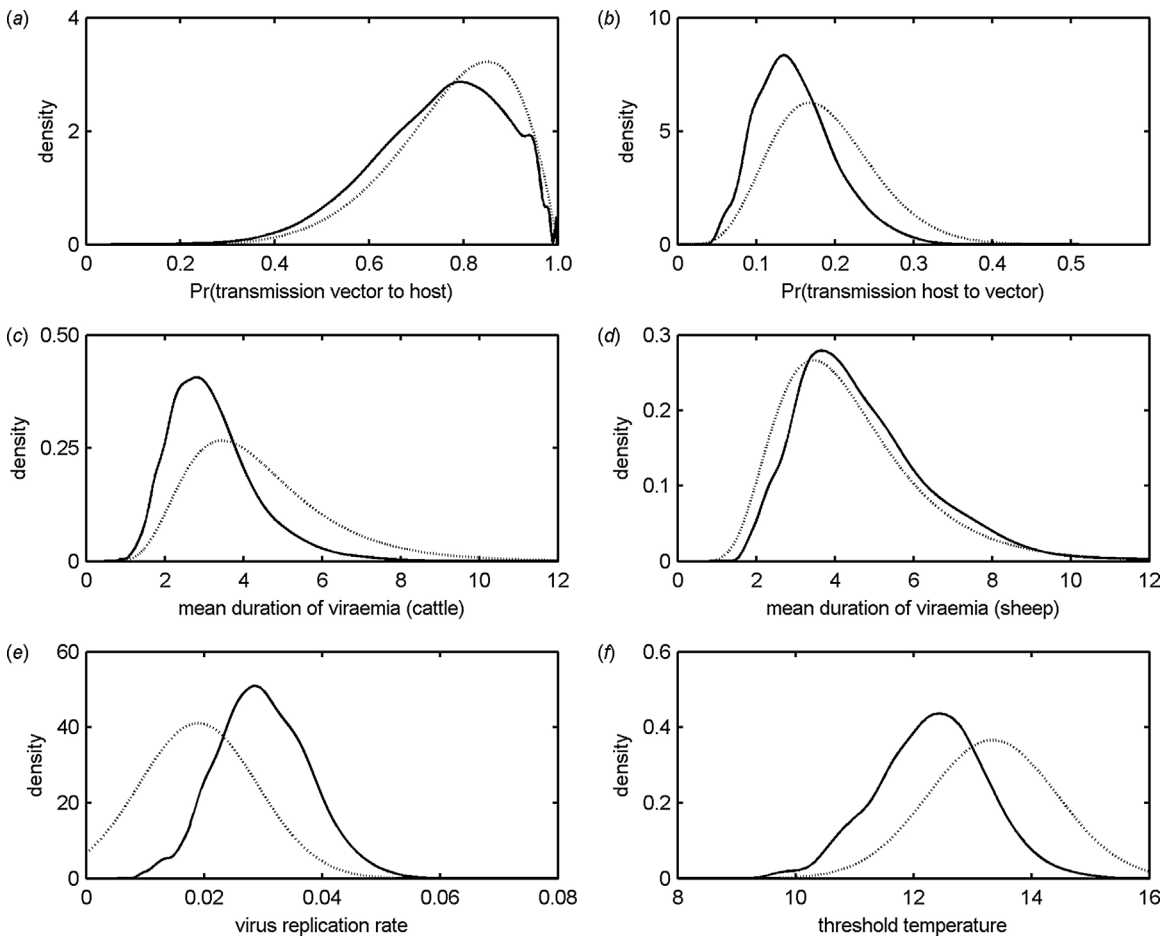 (a)
4
2
0
density
0 0.2 0.4 0.6 0.8 1.0
Pr(transmission vector to host)
(b)
10
5
0
density
0 0.1 0.2 0.3 0.4 0.5
Pr(transmission host to vector)
(c)
0.50
0.25
0
density
0 2 4 6 8 10 12
mean duration of viraemia (cattle)
(d)
0.3
0.2
0.1
0
density
0 2 4 6 8 10 12
mean duration of viraemia (sheep)
(e)
60
40
20
0
density
0 0.02 0.04 0.06 0.08
virus replication rate
(f)
0.6
0.4
0.2
0
density
8 10 12 14 16
threshold temperature